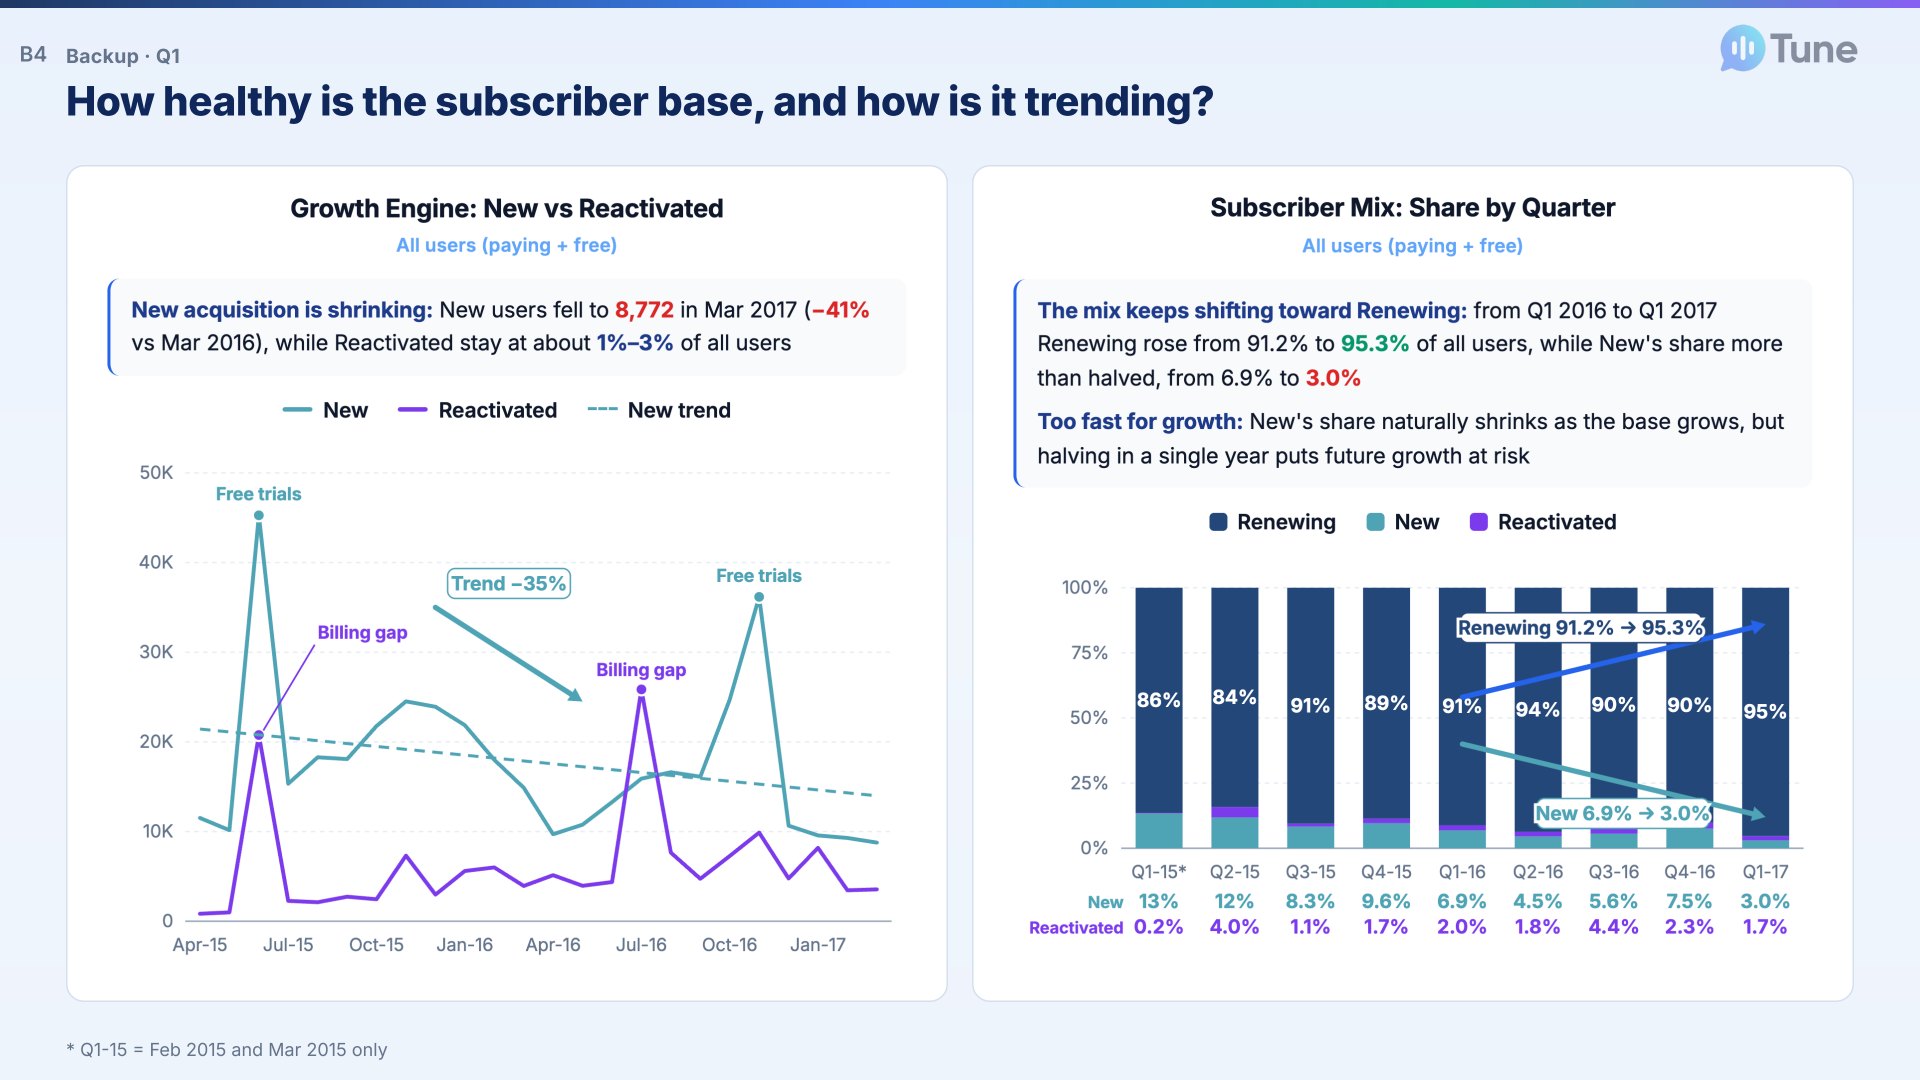 B4 Backup · Q1
Tune
How healthy is the subscriber base, and how is it trending?
Growth Engine: New vs Reactivated
All users (paying + free)
New acquisition is shrinking: New users fell to 8,772 in Mar 2017 (−41%
vs Mar 2016), while Reactivated stay at about 1%–3% of all users
New Reactivated New trend
50K
40K
30K
20K
10K
0
Free trials
Billing gap
Trend −35%
Billing gap
Free trials
Apr-15 Jul-15 Oct-15 Jan-16 Apr-16 Jul-16 Oct-16 Jan-17
Subscriber Mix: Share by Quarter
All users (paying + free)
The mix keeps shifting toward Renewing: from Q1 2016 to Q1 2017
Renewing rose from 91.2% to 95.3% of all users, while New's share more
than halved, from 6.9% to 3.0%
Too fast for growth: New's share naturally shrinks as the base grows, but
halving in a single year puts future growth at risk
Renewing New Reactivated
100%
75%
50%
25%
0%
Renewing 91.2% → 95.3%
86% 84% 91% 89% 91% 94% 90% 90% 95%
New 6.9% → 3.0%
Q1-15* Q2-15 Q3-15 Q4-15 Q1-16 Q2-16 Q3-16 Q4-16 Q1-17
New 13% 12% 8.3% 9.6% 6.9% 4.5% 5.6% 7.5% 3.0%
Reactivated 0.2% 4.0% 1.1% 1.7% 2.0% 1.8% 4.4% 2.3% 1.7%
* Q1-15 = Feb 2015 and Mar 2015 only